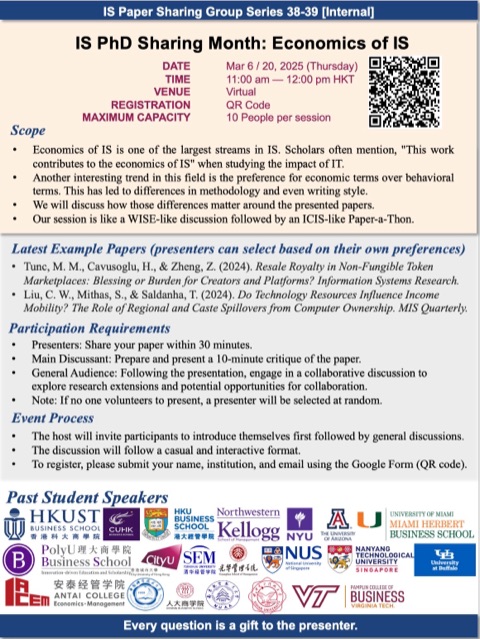 IS Paper Sharing Group Series 38-39 [Internal]
IS PhD Sharing Month: Economics of IS
DATE Mar 6 / 20, 2025 (Thursday)
TIME 11:00 am — 12:00 pm HKT
VENUE Virtual
REGISTRATION QR Code
MAXIMUM CAPACITY 10 People per session
Scope
• Economics of IS is one of the largest streams in IS. Scholars often mention, "This work
contributes to the economics of IS" when studying the impact of IT.
• Another interesting trend in this field is the preference for economic terms over behavioral
terms. This has led to differences in methodology and even writing style.
• We will discuss how those differences matter around the presented papers.
• Our session is like a WISE-like discussion followed by an ICIS-like Paper-a-Thon.
Latest Example Papers (presenters can select based on their own preferences)
• Tunc, M. M., Cavusoglu, H., & Zheng, Z. (2024). Resale Royalty in Non-Fungible Token
Marketplaces: Blessing or Burden for Creators and Platforms? Information Systems Research.
• Liu, C. W., Mithas, S., & Saldanha, T. (2024). Do Technology Resources Influence Income
Mobility? The Role of Regional and Caste Spillovers from Computer Ownership. MIS Quarterly.
Participation Requirements
• Presenters: Share your paper within 30 minutes.
• Main Discussant: Prepare and present a 10-minute critique of the paper.
• General Audience: Following the presentation, engage in a collaborative discussion to
explore research extensions and potential opportunities for collaboration.
• Note: If no one volunteers to present, a presenter will be selected at random.
Event Process
• The host will invite participants to introduce themselves first followed by general discussions.
• The discussion will follow a casual and interactive format.
• To register, please submit your name, institution, and email using the Google Form (QR code).
Past Student Speakers
HKUST
BUSINESS SCHOOL
香港科大商學院
CUHK
HKU
BUSINESS
SCHOOL
港大經管學院
Northwestern
Kellogg
NYU
THE UNIVERSITY
OF ARIZONA
UNIVERSITY OF MIAMI
MIAMI HERBERT
BUSINESS SCHOOL
PolyU 理大商學院
Business School
CityU
SEM
NUS
National University
of Singapore
NANYANG
TECHNOLOGICAL
UNIVERSITY
SINGAPORE
University
at Buffalo
ACEM
安泰經管学院
ANTAI COLLEGE
Economics•Management
人大商学院
VT
PAMPLIN COLLEGE OF
BUSINESS
VIRGINIA TECH.
Every question is a gift to the presenter.